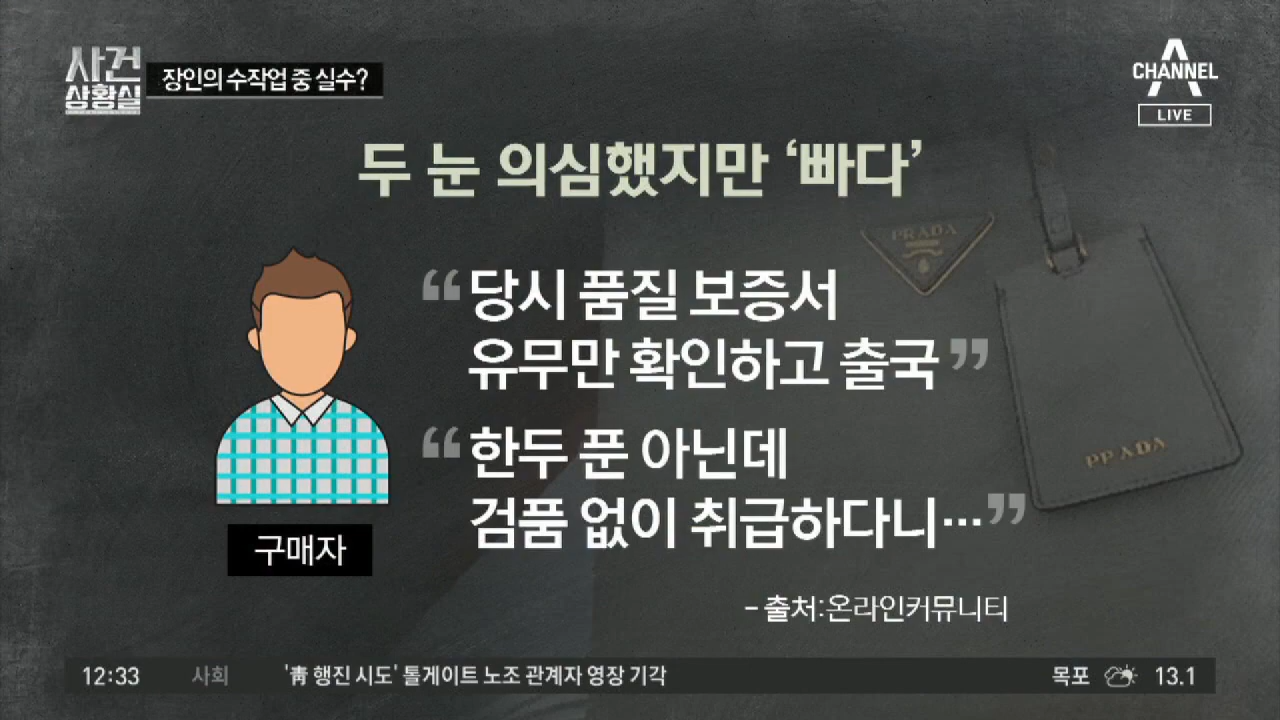 사건
상황실
장인의 수작업 중 실수?
CHANNEL
LIVE
두 눈 의심했지만 ‘빠다’
PRADA
“당시 품질 보증서
유무만 확인하고 출국”
“한두 푼 아닌데
검품 없이 취급하다니…”
PPADA
구매자
- 출처:온라인커뮤니티
12:33 사회 '靑 행진 시도' 톨게이트 노조 관계자 영장 기각 목포 13.1